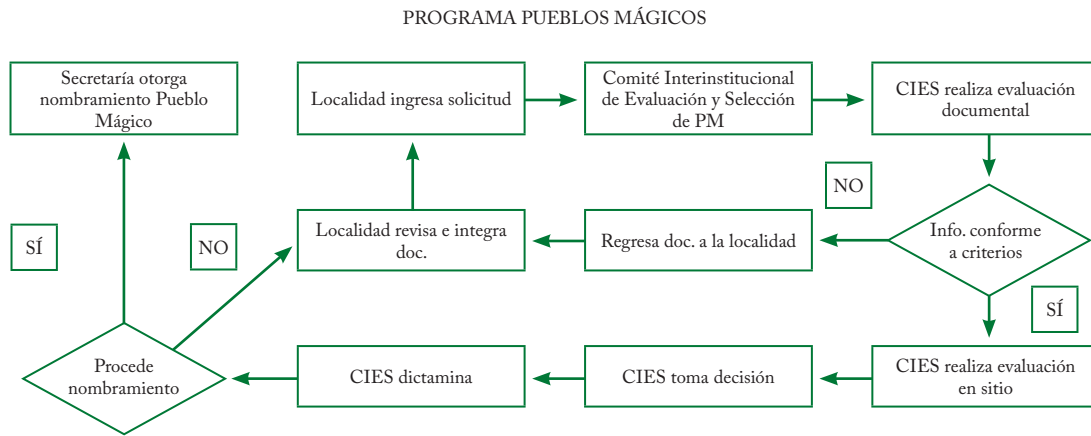 PROGRAMA PUEBLOS MÁGICOS
Secretaría otorga
nombramiento Pueblo
Mágico
Localidad ingresa solicitud
Comité Interinstitucional
de Evaluación y Selección
de PM
CIES realiza evaluación
documental
SÍ
NO
Localidad revisa e integra
doc.
Regresa doc. a la localidad
NO
Info. conforme
a criterios
SÍ
Procede
nombramiento
CIES dictamina
CIES toma decisión
CIES realiza evaluación
en sitio